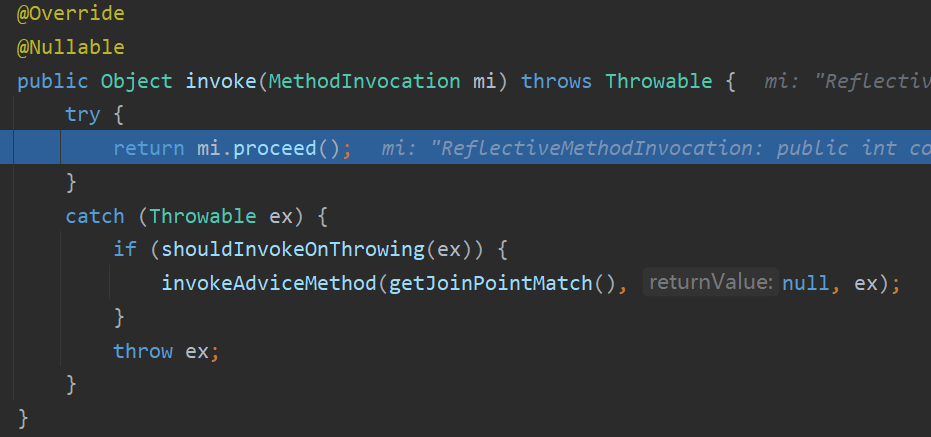 @Override
@Nullable
public Object invoke(MethodInvocation mi) throws Throwable { mi: "Reflectiv
try {
return mi.proceed(); mi: "ReflectiveMethodInvocation: public int co
}
catch (Throwable ex) {
if (shouldInvokeOnThrowing(ex)) {
invokeAdviceMethod(getJoinPointMatch(), returnValue: null, ex);
}
throw ex;
}
}